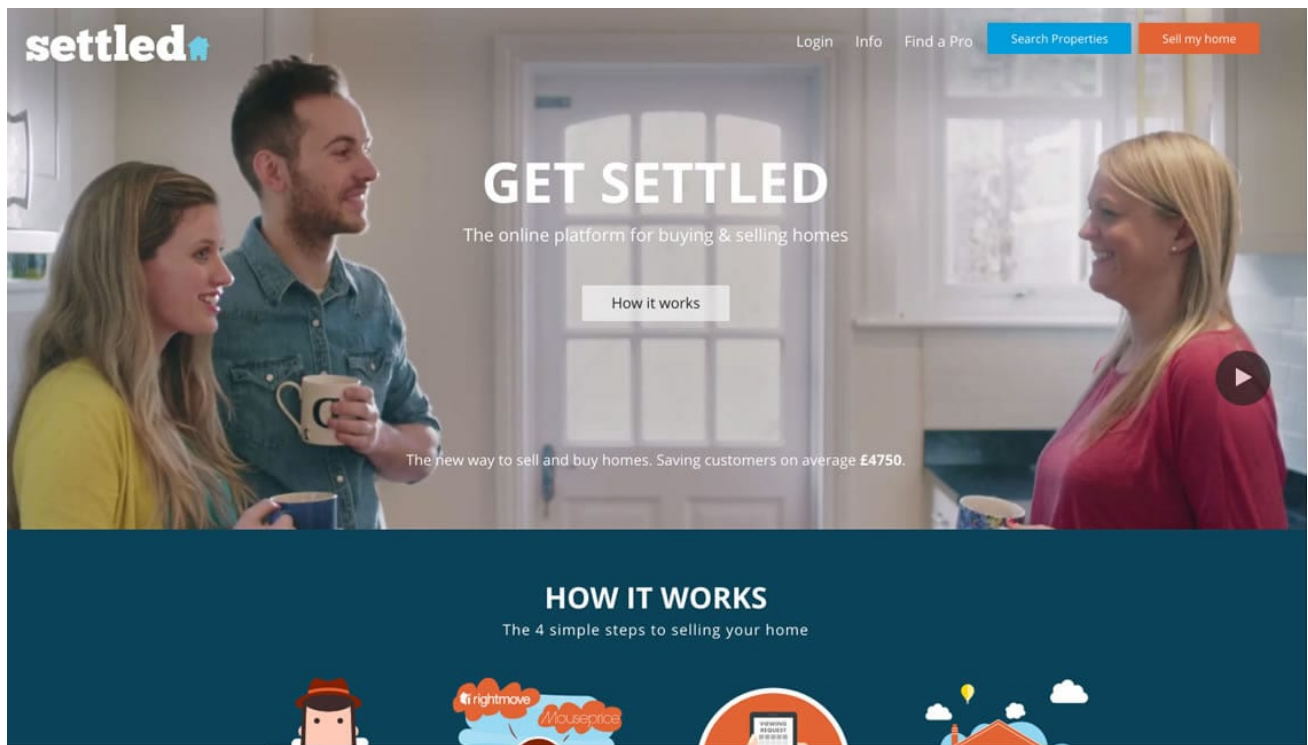 settled
Login Info Find a Pro Search Properties Sell my home
GET SETTLED
The online platform for buying & selling homes
How it works
G
The new way to sell and buy homes. Saving customers on average £4750.
HOW IT WORKS
The 4 simple steps to selling your home
rightmove
Mouseprice
VIEWING
REQUEST